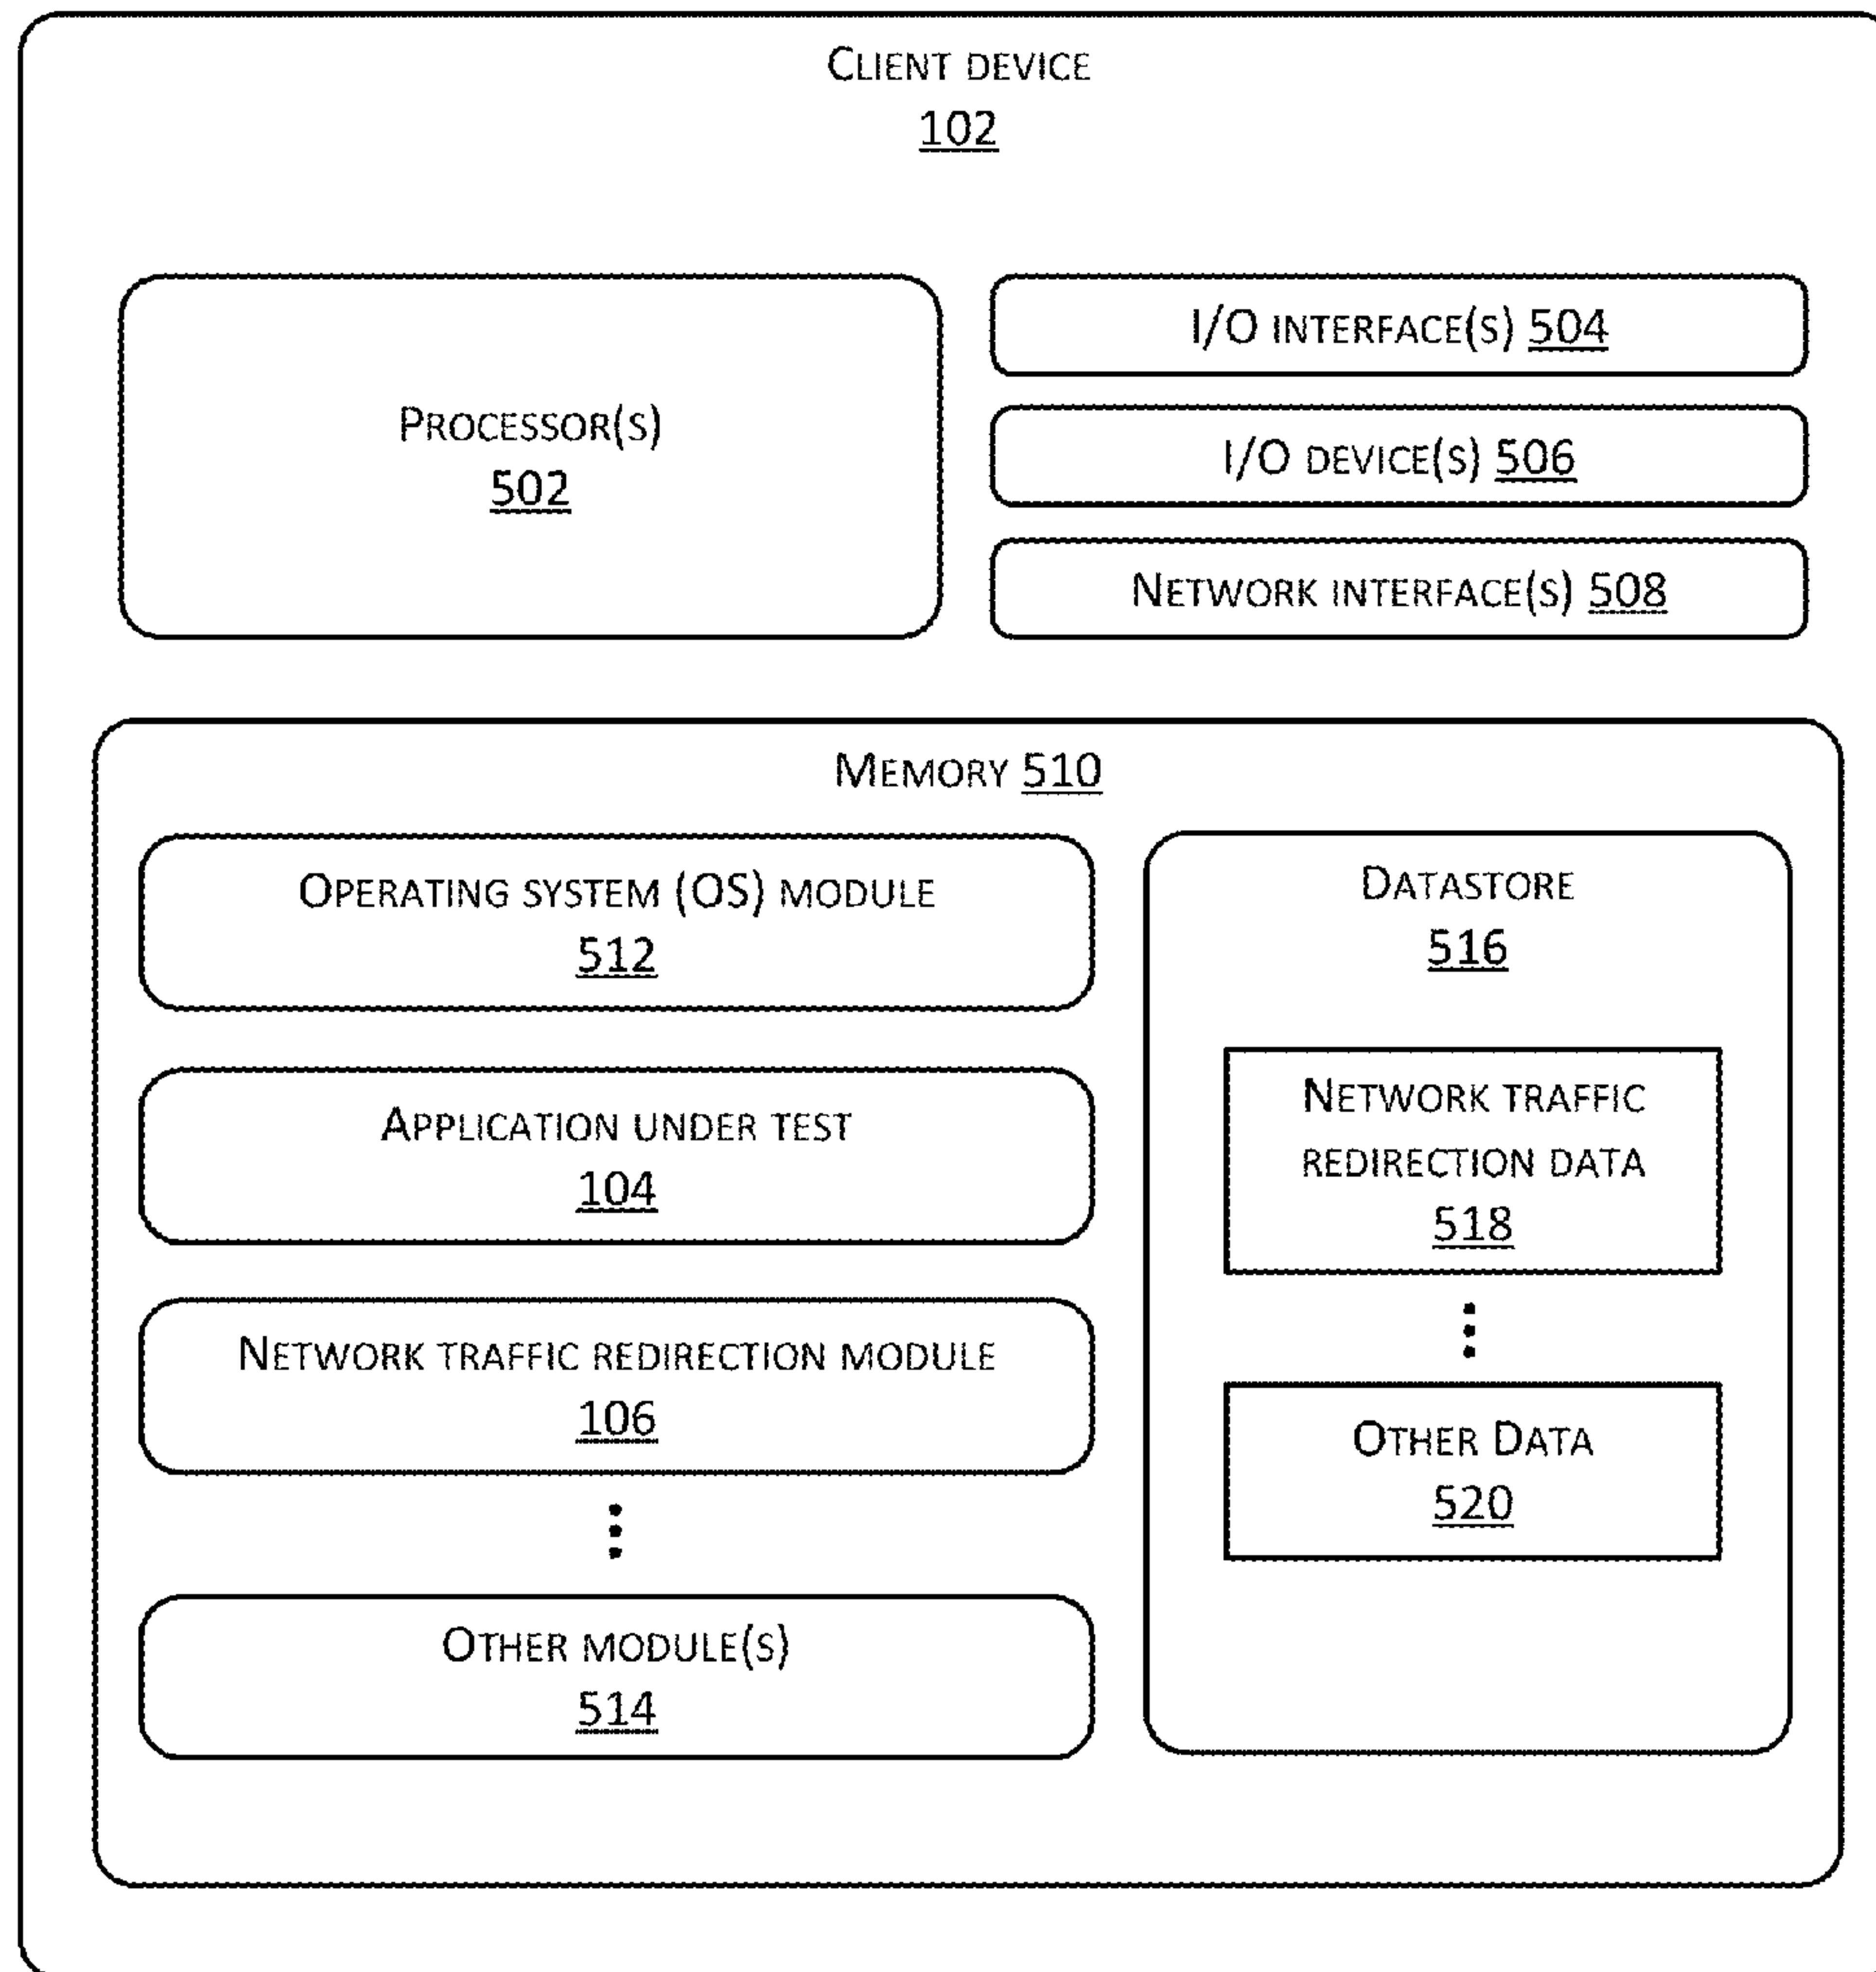 Client device
102
Processor(s)
502
I/O interface(s) 504
I/O device(s) 506
Network interface(s) 508
Memory 510
Operating system (OS) module
512
Application under test
104
Network traffic redirection module
106
Other module(s)
514
Datastore
516
Network traffic
redirection data
518
Other Data
520